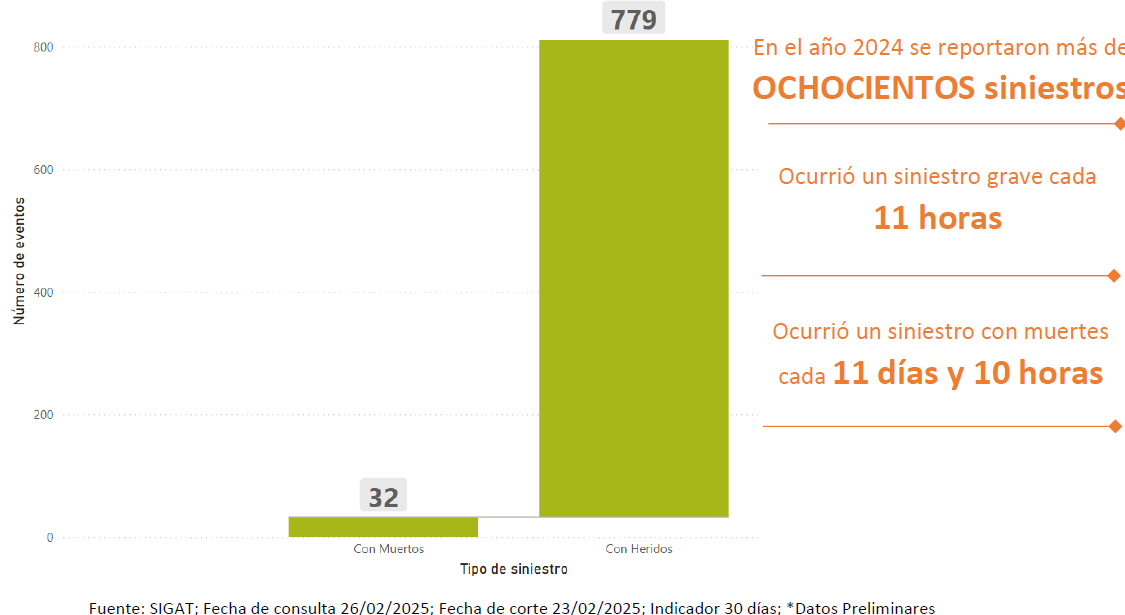 779
800
600
400
200
0
Número de eventos
32
Con Muertos
Con Heridos
Tipo de siniestro
En el año 2024 se reportaron más de
OCHOCIENTOS siniestros
Ocurrió un siniestro grave cada
11 horas
Ocurrió un siniestro con muertes
cada 11 días y 10 horas
Fuente: SIGAT; Fecha de consulta 26/02/2025; Fecha de corte 23/02/2025; Indicador 30 días; *Datos Preliminares